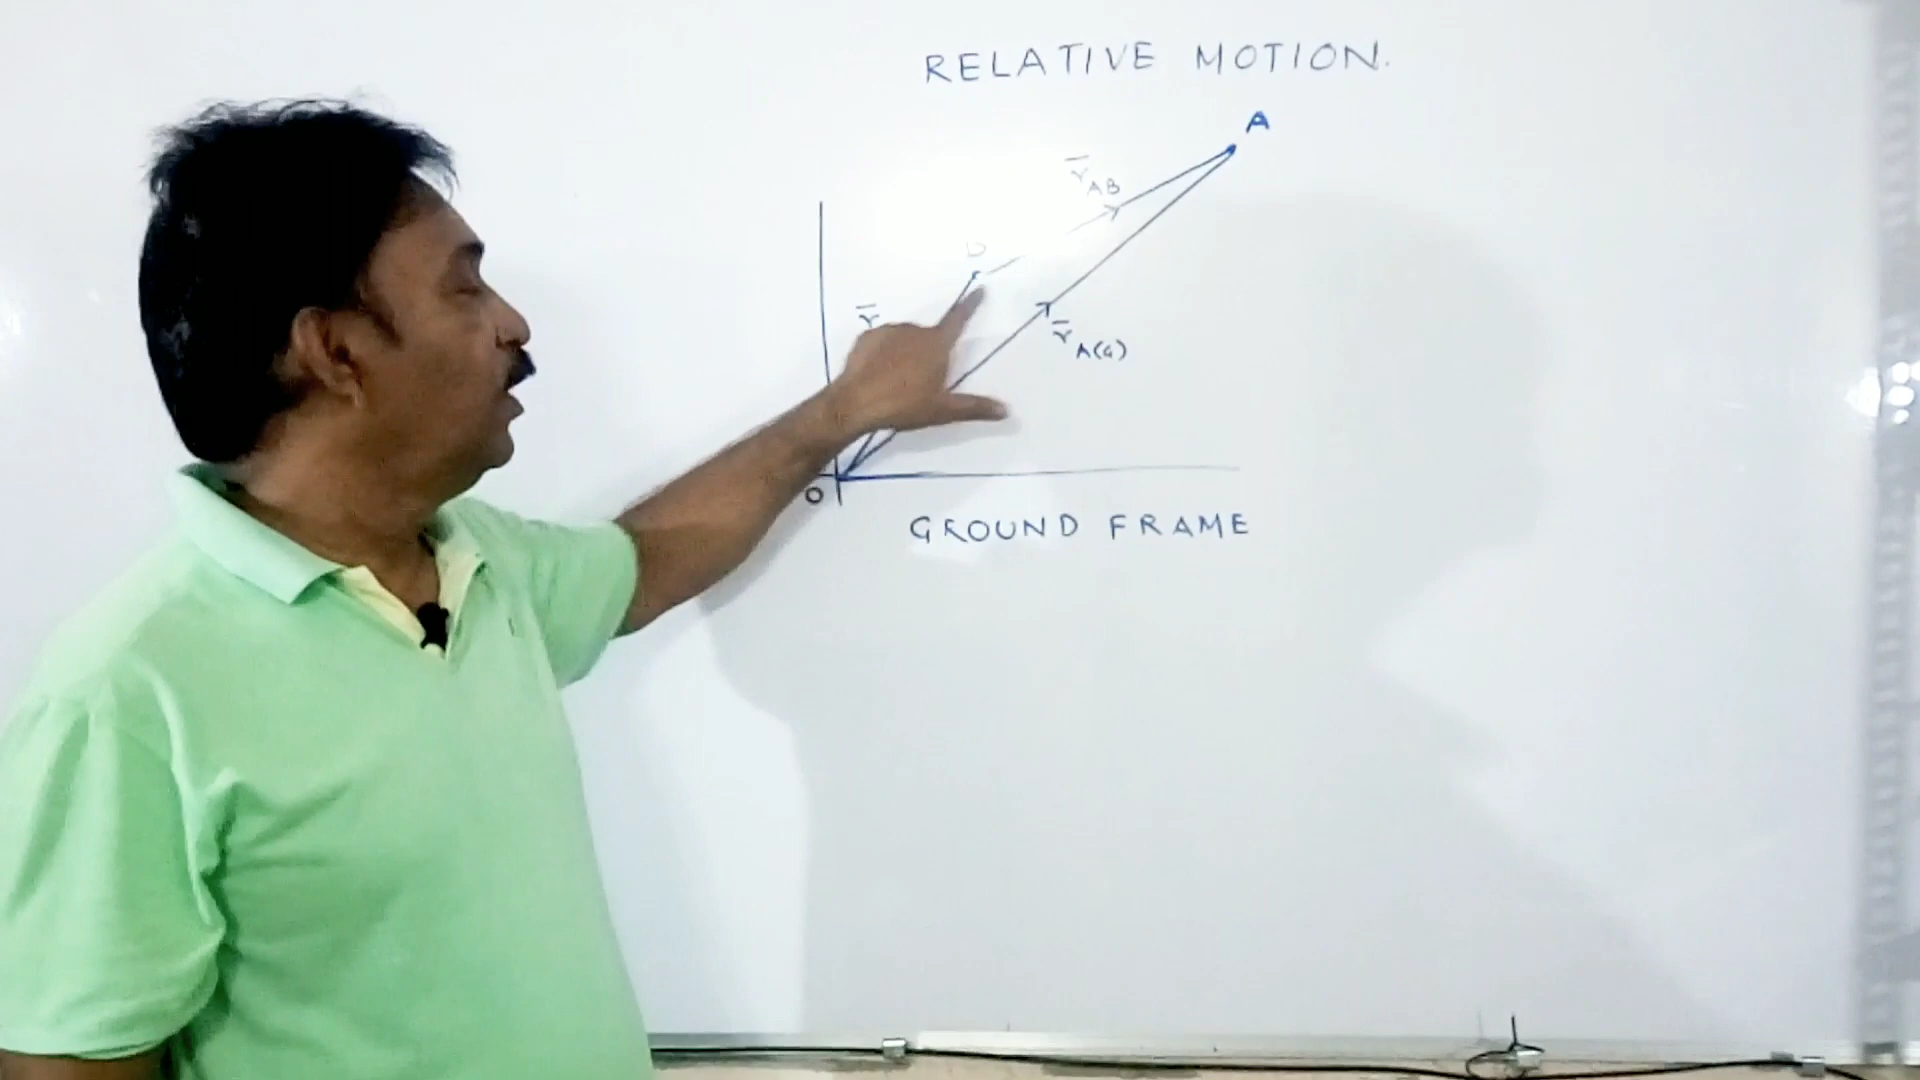 RELATIVE MOTION.
A
r̄ AB
r̄
r̄ A(G)
O
GROUND FRAME